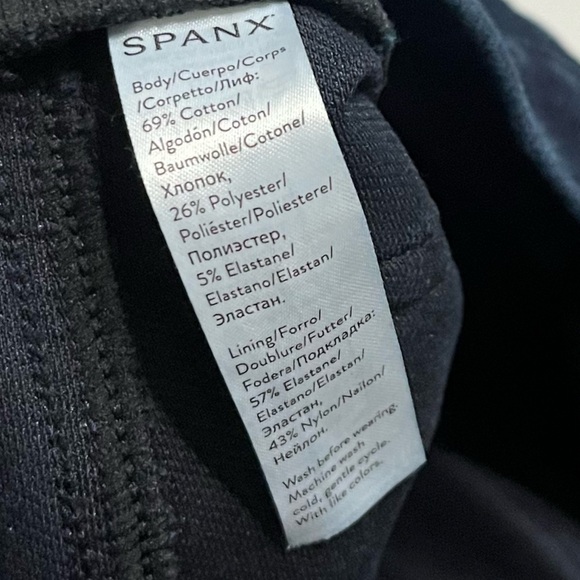 SPANX
Body/Cuerpo/Corps
/Corpetto/Лиф:
69% Cotton/
Algodón/Coton/
Baumwolle/Cotone/
Хлопок,
26% Polyester/
Poliéster/Poliestere/
Полиэстер,
5% Elastane/
Elastano/Elastan/
Эластан.
Lining/Forro/
Doublure/Futter/
Fodera/Подкладка:
57% Elastane/
Elastano/Elastan/
Эластан,
43% Nylon/Nailon/
Нейлон.
Wash before wearing.
Machine wash
cold, gentle cycle.
With like colors.